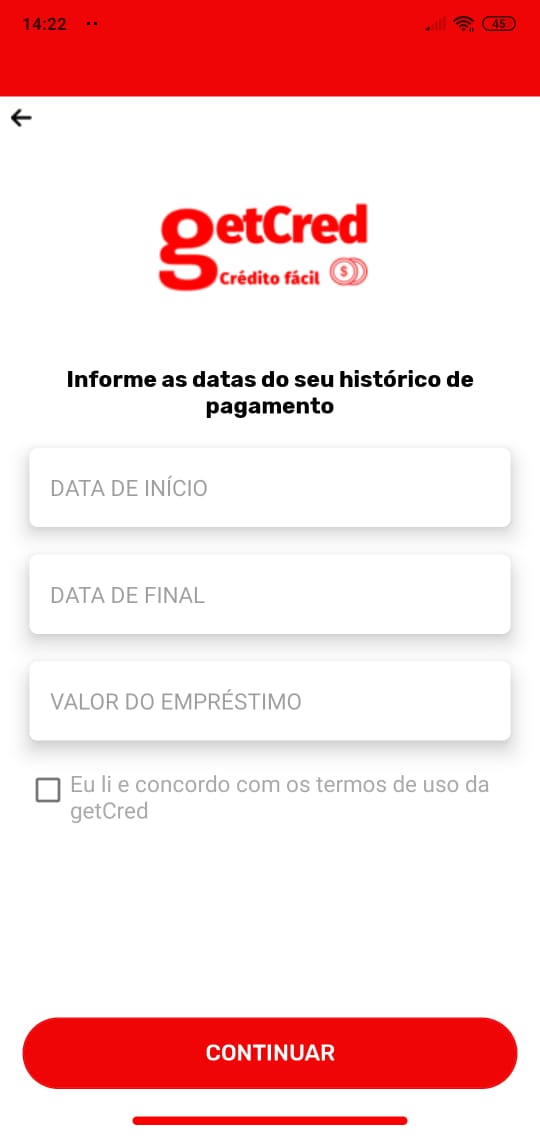 14:22
45
getCred
Crédito fácil $
Informe as datas do seu histórico de
pagamento
DATA DE INÍCIO
DATA DE FINAL
VALOR DO EMPRÉSTIMO
Eu li e concordo com os termos de uso da
getCred
CONTINUAR